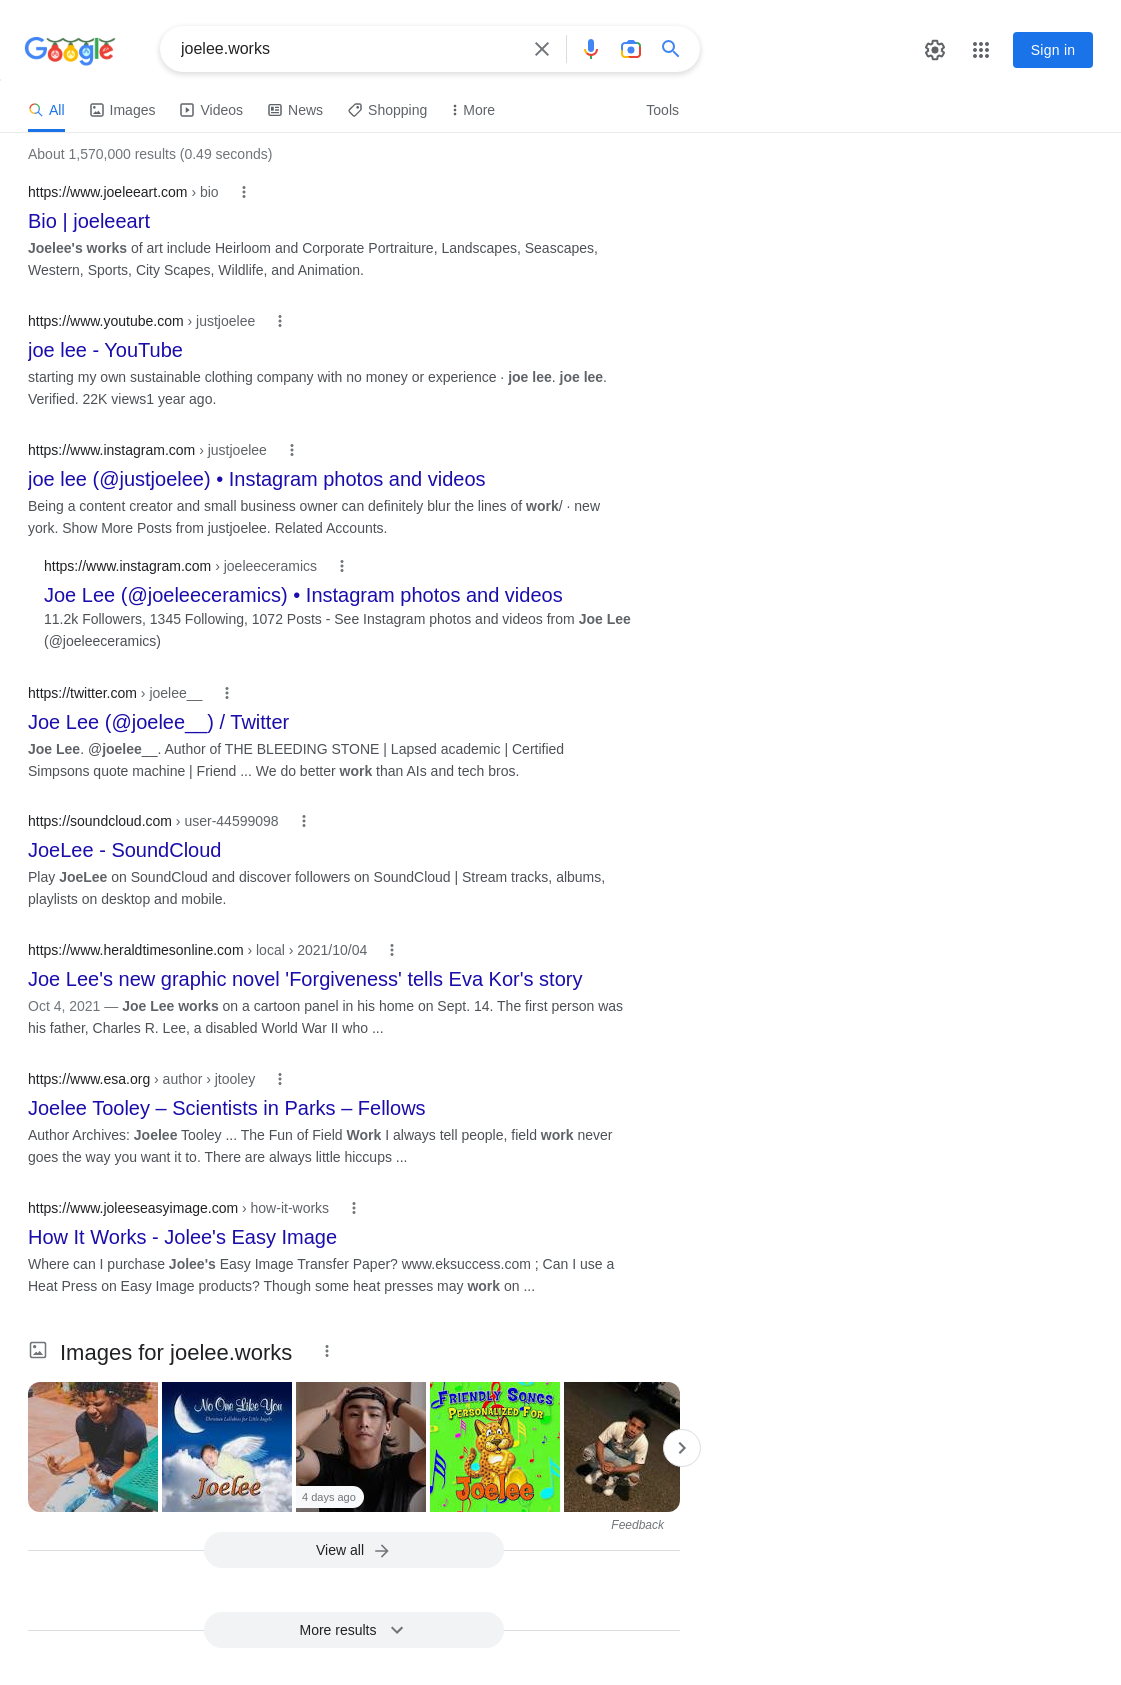 Google
joelee.works
Sign in
All
Images
Videos
News
Shopping
More
Tools
About 1,570,000 results (0.49 seconds)
https://www.joeleeart.com › bio
Bio | joeleeart
Joelee's works of art include Heirloom and Corporate Portraiture, Landscapes, Seascapes,
Western, Sports, City Scapes, Wildlife, and Animation.
https://www.youtube.com › justjoelee
joe lee - YouTube
starting my own sustainable clothing company with no money or experience · joe lee. joe lee.
Verified. 22K views1 year ago.
https://www.instagram.com › justjoelee
joe lee (@justjoelee) • Instagram photos and videos
Being a content creator and small business owner can definitely blur the lines of work/ · new
york. Show More Posts from justjoelee. Related Accounts.
https://www.instagram.com › joeleeceramics
Joe Lee (@joeleeceramics) • Instagram photos and videos
11.2k Followers, 1345 Following, 1072 Posts - See Instagram photos and videos from Joe Lee
(@joeleeceramics)
https://twitter.com › joelee__
Joe Lee (@joelee__) / Twitter
Joe Lee. @joelee__. Author of THE BLEEDING STONE | Lapsed academic | Certified
Simpsons quote machine | Friend ... We do better work than AIs and tech bros.
https://soundcloud.com › user-44599098
JoeLee - SoundCloud
Play JoeLee on SoundCloud and discover followers on SoundCloud | Stream tracks, albums,
playlists on desktop and mobile.
https://www.heraldtimesonline.com › local › 2021/10/04
Joe Lee's new graphic novel 'Forgiveness' tells Eva Kor's story
Oct 4, 2021 — Joe Lee works on a cartoon panel in his home on Sept. 14. The first person was
his father, Charles R. Lee, a disabled World War II who ...
https://www.esa.org › author › jtooley
Joelee Tooley – Scientists in Parks – Fellows
Author Archives: Joelee Tooley ... The Fun of Field Work I always tell people, field work never
goes the way you want it to. There are always little hiccups ...
https://www.joleeseasyimage.com › how-it-works
How It Works - Jolee's Easy Image
Where can I purchase Jolee's Easy Image Transfer Paper? www.eksuccess.com ; Can I use a
Heat Press on Easy Image products? Though some heat presses may work on ...
Images for joelee.works
No One Like You
Christian Lullabies for Little Angels
Joelee
4 days ago
FRIENDLY SONGS
PERSONALIZED FOR
Joelee
Feedback
View all
More results